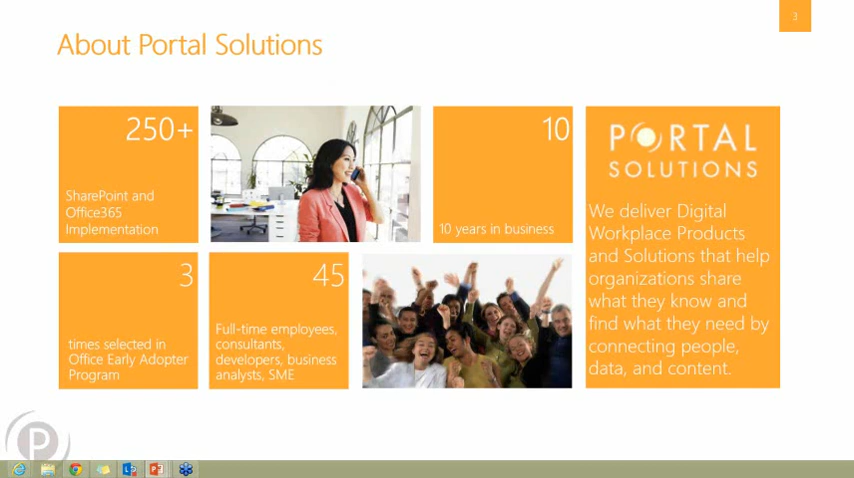 3
About Portal Solutions
250+
SharePoint and
Office365
Implementation
10
10 years in business
PORTAL
SOLUTIONS
We deliver Digital
Workplace Products
and Solutions that help
organizations share
what they know and
find what they need by
connecting people,
data, and content.
3
times selected in
Office Early Adopter
Program
45
Full-time employees,
consultants,
developers, business
analysts, SME
P